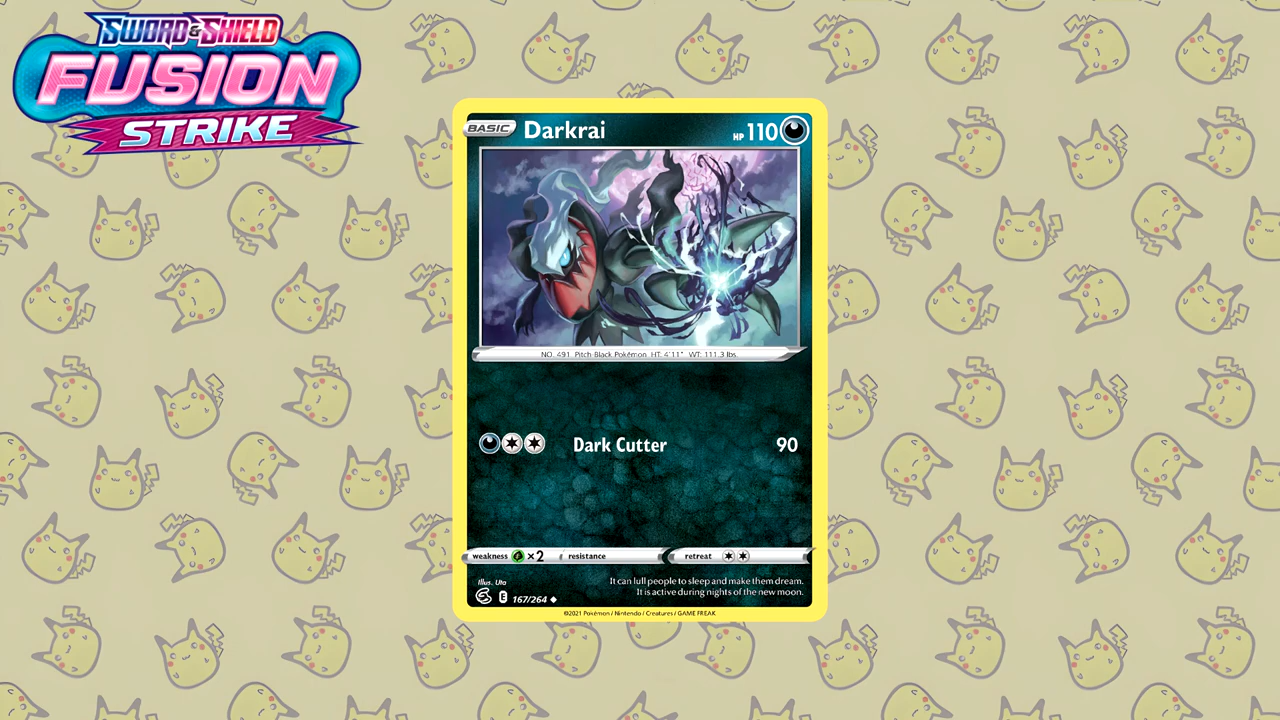 SWORD & SHIELD
FUSION
STRIKE
BASIC Darkrai HP 110
NO. 491 Pitch-Black Pokémon HT: 4'11" WT: 111.3 lbs.
Dark Cutter 90
weakness ×2 resistance retreat
Illus. Uta
It can lull people to sleep and make them dream.
It is active during nights of the new moon.
E 167/264
©2021 Pokémon / Nintendo / Creatures / GAME FREAK